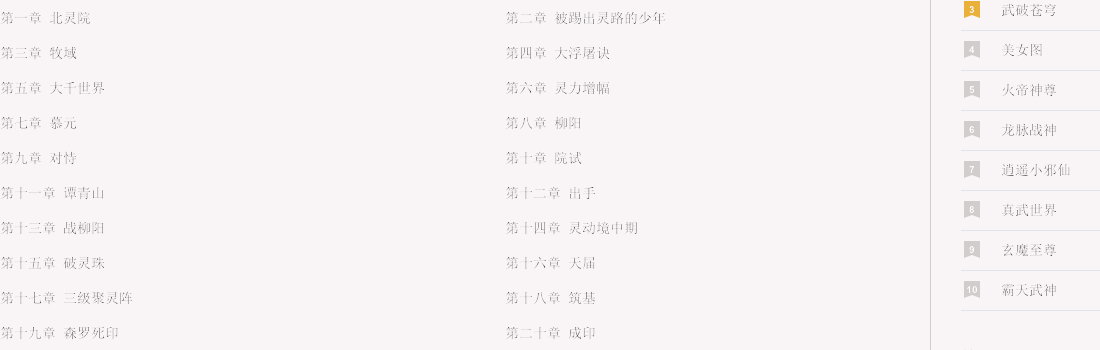 第一章 北灵院
第二章 被踢出灵路的少年
第三章 牧域
第四章 大浮屠诀
第五章 大千世界
第六章 灵力增幅
第七章 慕元
第八章 柳阳
第九章 对恃
第十章 院试
第十一章 谭青山
第十二章 出手
第十三章 战柳阳
第十四章 灵动境中期
第十五章 破灵珠
第十六章 天届
第十七章 三级聚灵阵
第十八章 筑基
第十九章 森罗死印
第二十章 成印
3 武破苍穹
4 美女图
5 火帝神尊
6 龙脉战神
7 逍遥小邪仙
8 真武世界
9 玄魔至尊
10 霸天武神